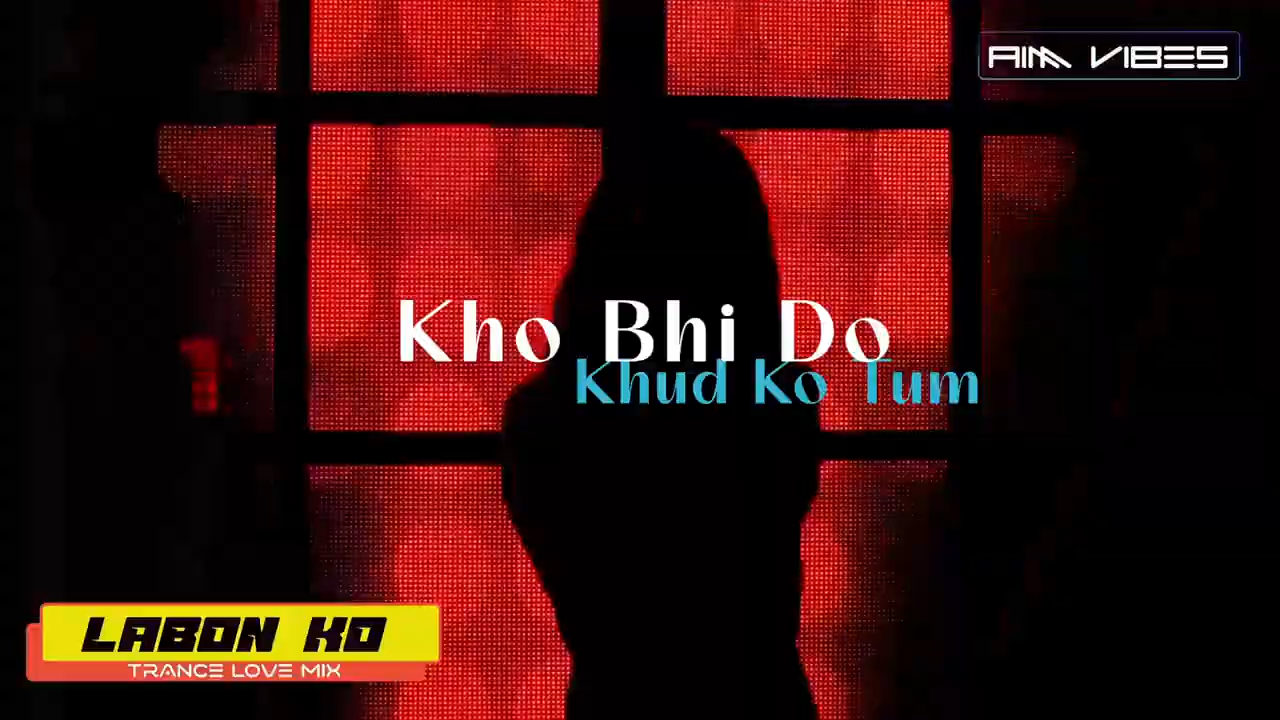 AIM VIBES
Kho Bhi Do
Khud Ko Tum
LABON KO
TRANCE LOVE MIX